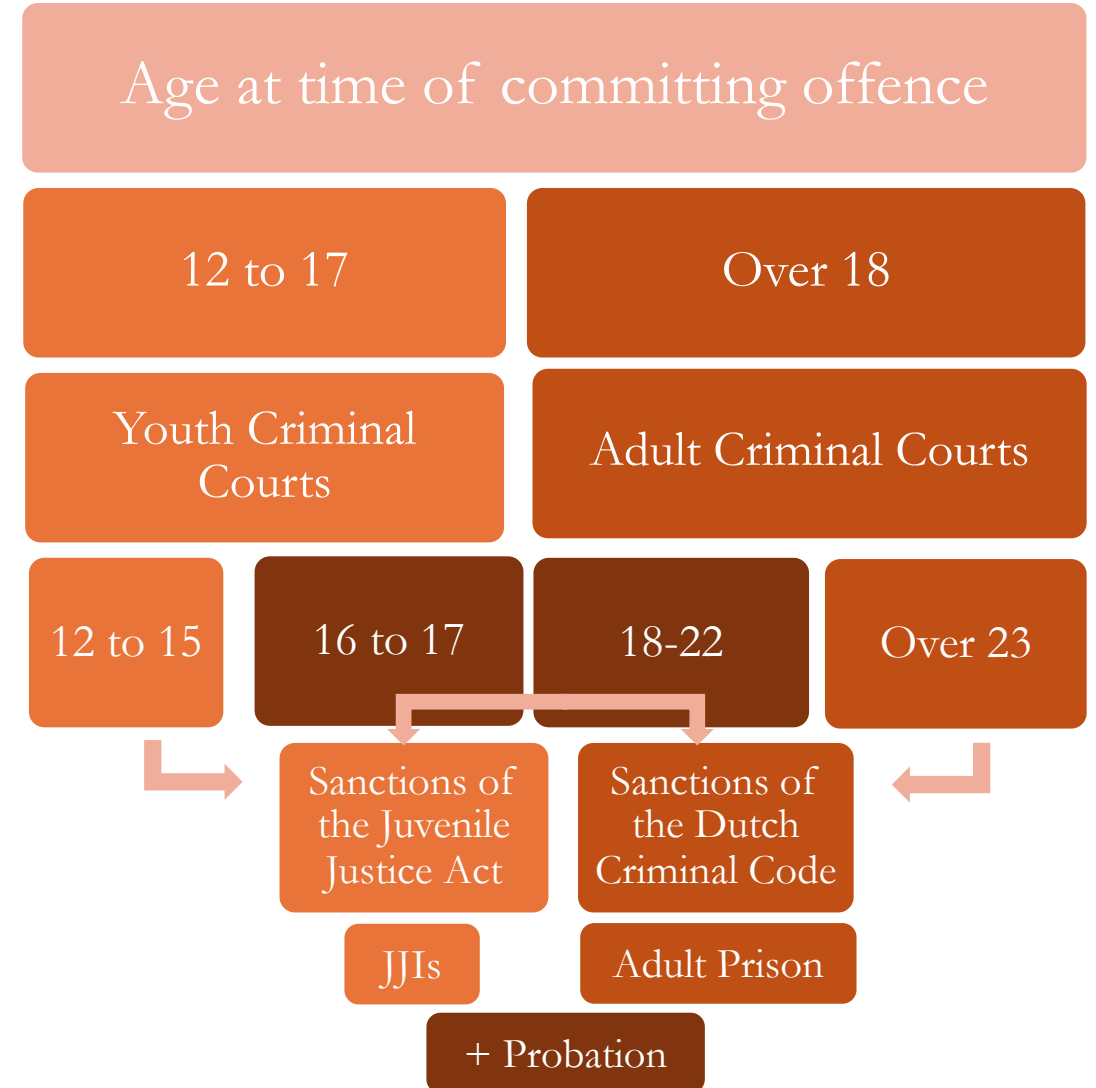 Age at time of committing offence
12 to 17
Over 18
Youth Criminal
Courts
Adult Criminal Courts
12 to 15
16 to 17
18-22
Over 23
Sanctions of
the Juvenile
Justice Act
Sanctions of
the Dutch
Criminal Code
JJIs
Adult Prison
+ Probation